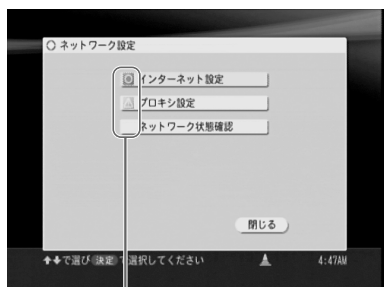 ネットワーク設定
インターネット設定
プロキシ設定
ネットワーク状態確認
閉じる
で選び 決定 で選択してください
4:47AM